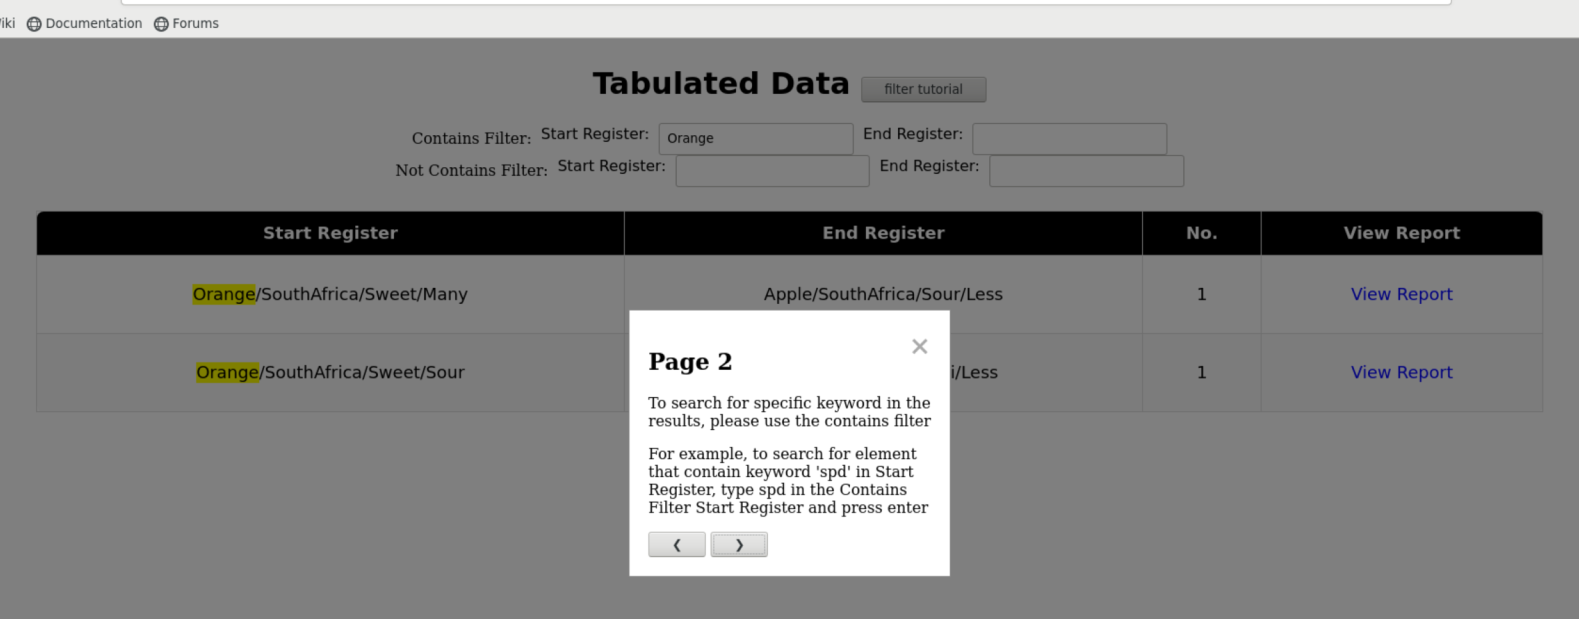 Documentation Forums
Tabulated Data filter tutorial
Contains Filter: Start Register: Orange End Register:
Not Contains Filter: Start Register: End Register:
Start Register End Register No. View Report
Orange/SouthAfrica/Sweet/Many Apple/SouthAfrica/Sour/Less 1 View Report
Orange/SouthAfrica/Sweet/Sour i/Less 1 View Report
×
Page 2
To search for specific keyword in the
results, please use the contains filter
For example, to search for element
that contain keyword 'spd' in Start
Register, type spd in the Contains
Filter Start Register and press enter
❮ ❯